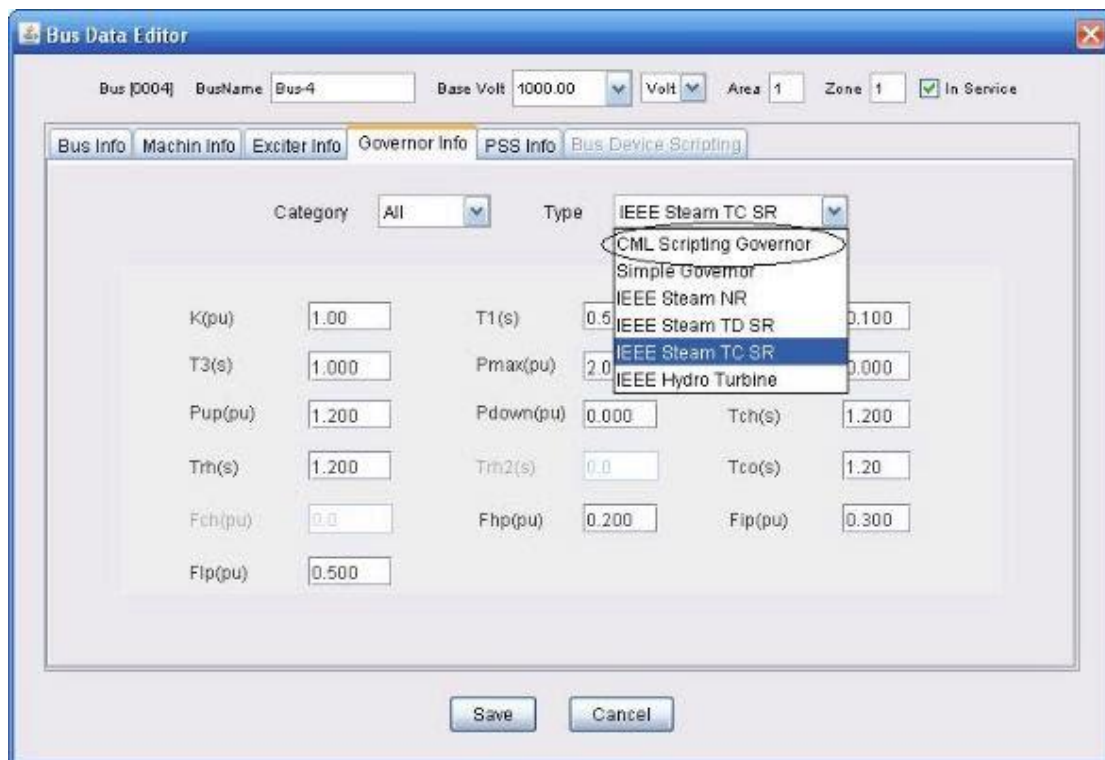 Bus Data Editor
Bus [0004] BusName Bus-4 Base Volt 1000.00 Volt Area 1 Zone 1 In Service
Bus Info Machin Info Exciter Info Governor Info PSS Info Bus Device Scripting
Category All Type IEEE Steam TC SR
CML Scripting Governor
Simple Governor
IEEE Steam NR
IEEE Steam TD SR
IEEE Steam TC SR
IEEE Hydro Turbine
K(pu) 1.00 T1(s) 0.5 0.100
T3(s) 1.000 Pmax(pu) 2.0 0.000
Pup(pu) 1.200 Pdown(pu) 0.000 Tch(s) 1.200
Trh(s) 1.200 Trh2(s) 0.0 Tco(s) 1.20
Fch(pu) 0.0 Fhp(pu) 0.200 Fip(pu) 0.300
Flp(pu) 0.500
Save Cancel